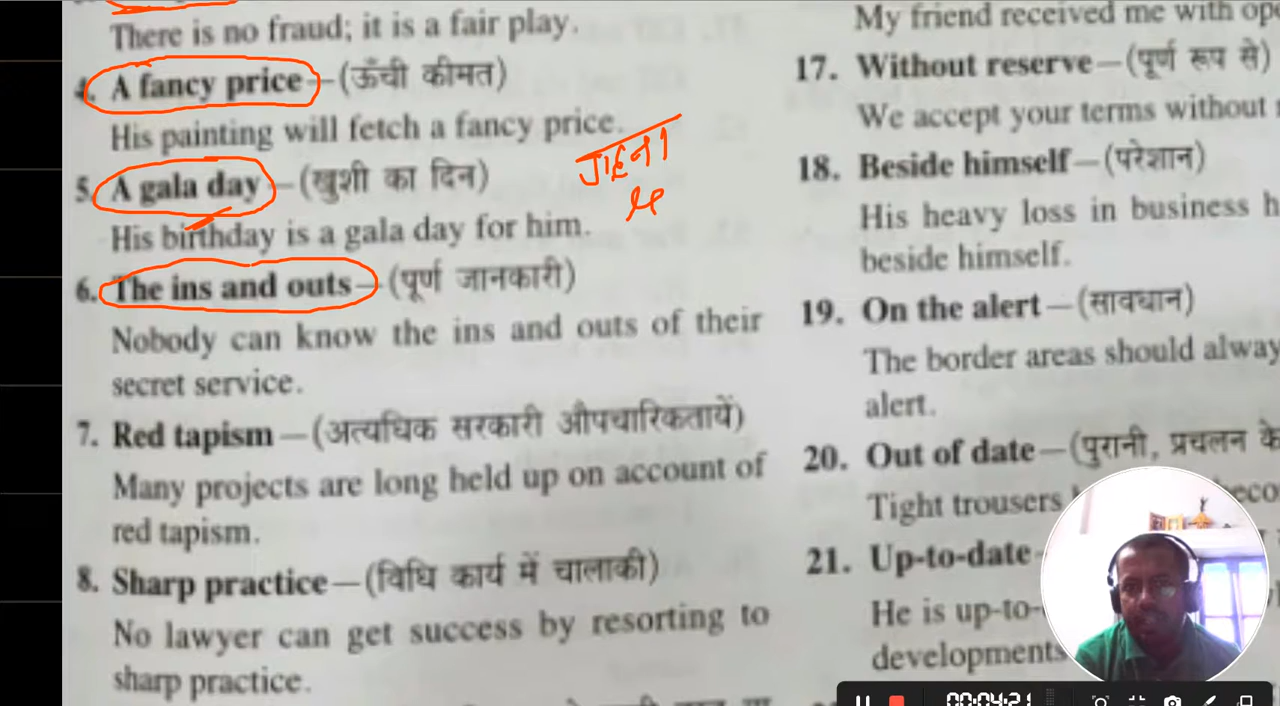 There is no fraud; it is a fair play.
4. A fancy price—(ऊँची कीमत)
His painting will fetch a fancy price.
5. A gala day—(खुशी का दिन)
His birthday is a gala day for him.
6. The ins and outs—(पूर्ण जानकारी)
Nobody can know the ins and outs of their
secret service.
7. Red tapism—(अत्यधिक सरकारी औपचारिकतायें)
Many projects are long held up on account of
red tapism.
8. Sharp practice—(विधि कार्य में चालाकी)
No lawyer can get success by resorting to
sharp practice.
My friend received me with
17. Without reserve—(पूर्ण रूप से)
We accept your terms without
18. Beside himself—(परेशान)
His heavy loss in business
beside himself.
19. On the alert—(सावधान)
The border areas should
alert.
20. Out of date—(पुरानी, प्रचलन के
Tight trousers
21. Up-to-date—
He is up-to-
developments
00:04:21